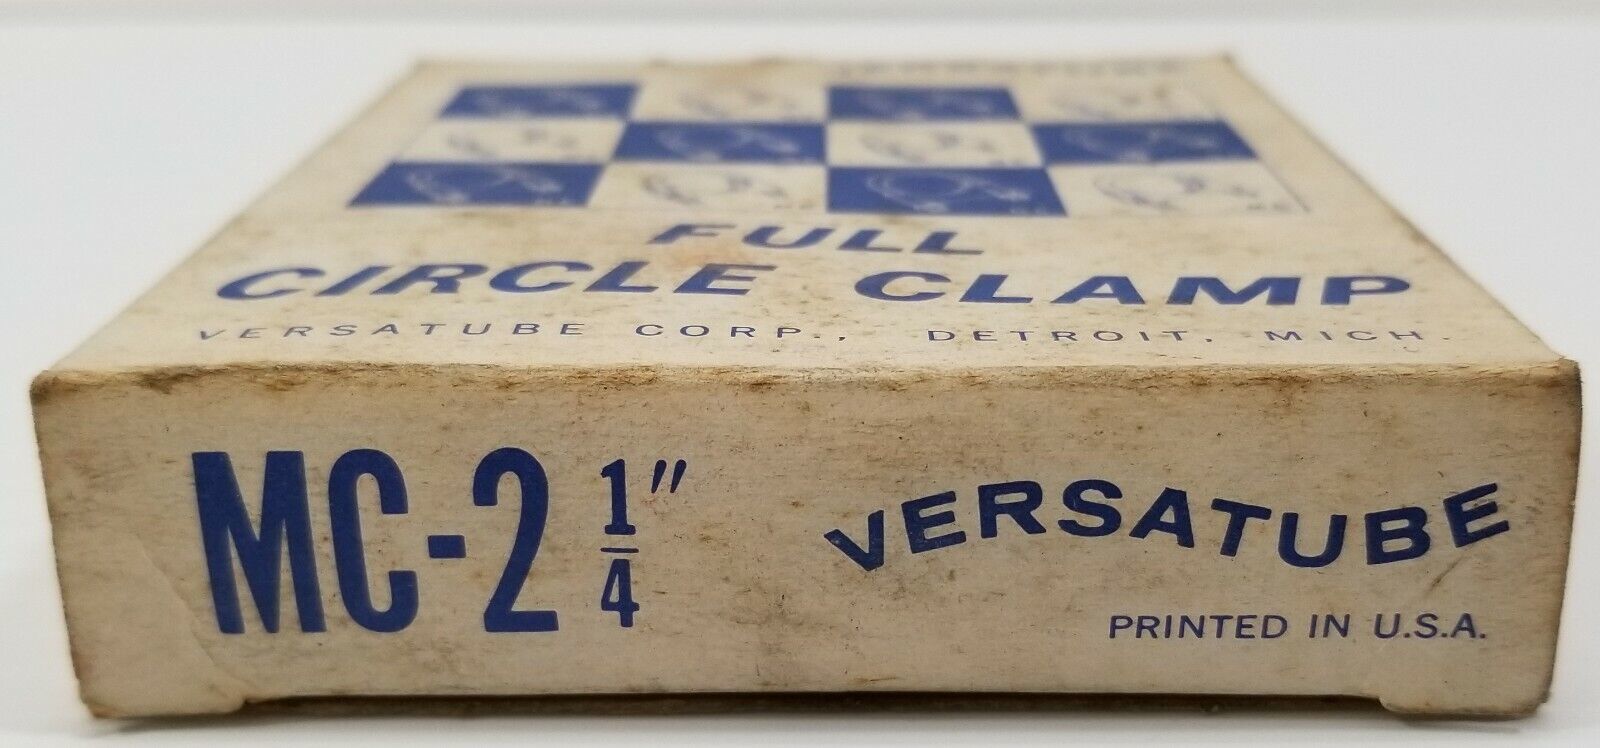 FULL
CIRCLE CLAMP
VERSATUBE CORP., DETROIT, MICH.
MC-2 1/4"
VERSATUBE
PRINTED IN U.S.A.